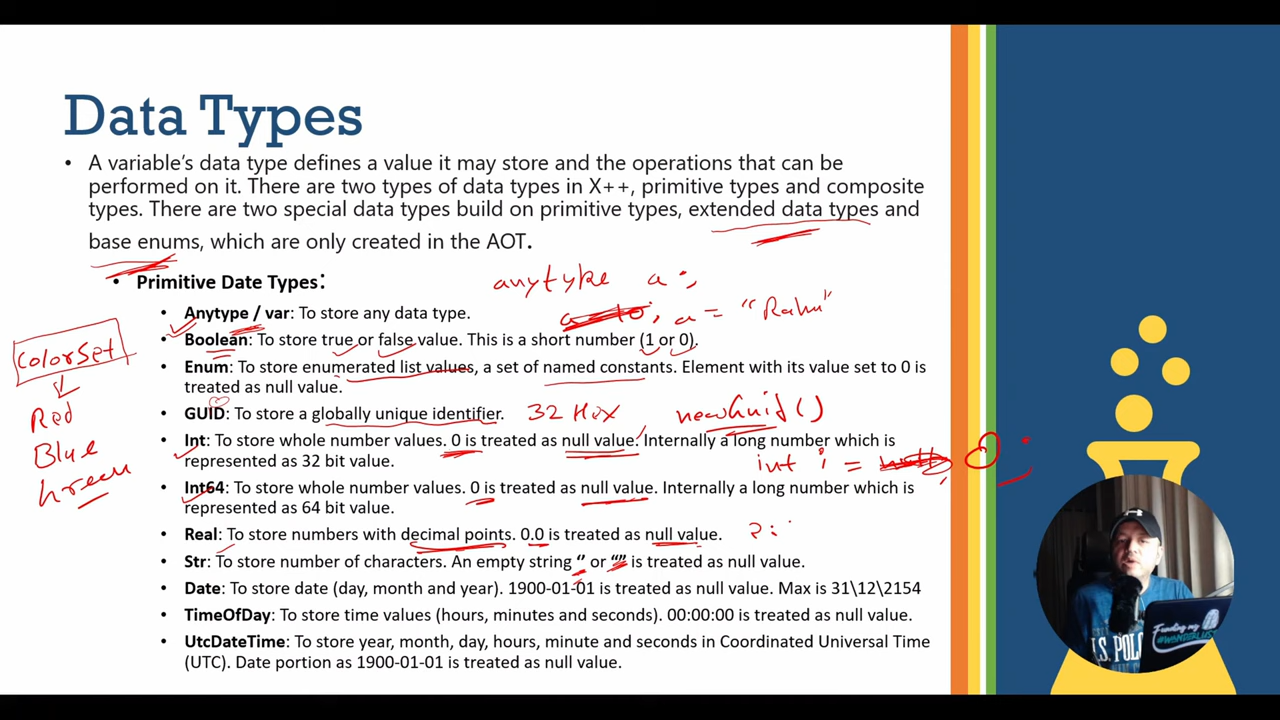 Data Types
• A variable's data type defines a value it may store and the operations that can be
performed on it. There are two types of data types in X++, primitive types and composite
types. There are two special data types build on primitive types, extended data types and
base enums, which are only created in the AOT.
• Primitive Date Types:
anytype a;
• Anytype / var: To store any data type.
a = "Rahu"
• Boolean: To store true or false value. This is a short number (1 or 0).
ColorSet
Red
Blue
Green
• Enum: To store enumerated list values, a set of named constants. Element with its value set to 0 is
treated as null value.
• GUID: To store a globally unique identifier.
32 Hex newGuid()
• Int: To store whole number values. 0 is treated as null value. Internally a long number which is
represented as 32 bit value.
int i = 0;
• Int64: To store whole number values. 0 is treated as null value. Internally a long number which is
represented as 64 bit value.
• Real: To store numbers with decimal points. 0.0 is treated as null value.
• Str: To store number of characters. An empty string '' or "" is treated as null value.
• Date: To store date (day, month and year). 1900-01-01 is treated as null value. Max is 31\12\2154
• TimeOfDay: To store time values (hours, minutes and seconds). 00:00:00 is treated as null value.
• UtcDateTime: To store year, month, day, hours, minute and seconds in Coordinated Universal Time
(UTC). Date portion as 1900-01-01 is treated as null value.
Funding my
#WANDERLUST
U.S. POLO